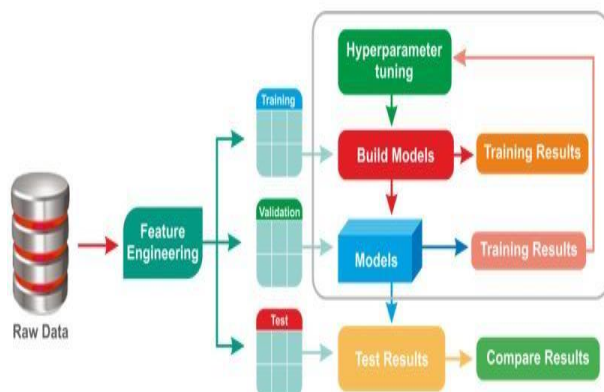 Hyperparameter
tuning
Training
Build Models
Training Results
Feature
Engineering
Validation
Models
Training Results
Raw Data
Test
Test Results
Compare Results